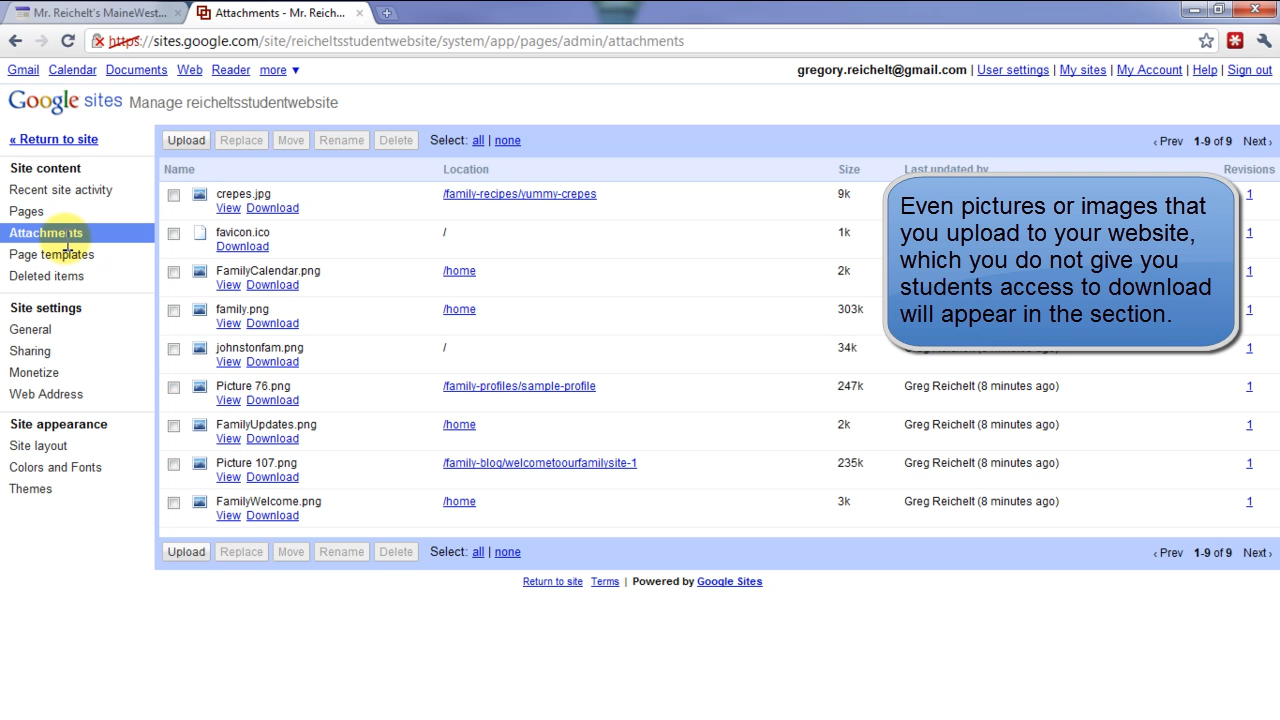 Mr. Reichelt's MaineWest...
Attachments - Mr. Reich...
https://sites.google.com/site/reicheltsstudentwebsite/system/app/pages/admin/attachments
Gmail Calendar Documents Web Reader more ▼
gregory.reichelt@gmail.com | User settings | My sites | My Account | Help | Sign out
Google sites Manage reicheltsstudentwebsite
« Return to site
Site content
Recent site activity
Pages
Attachments
Page templates
Deleted items
Site settings
General
Sharing
Monetize
Web Address
Site appearance
Site layout
Colors and Fonts
Themes
Upload Replace Move Rename Delete Select: all | none
‹ Prev 1-9 of 9 Next ›
Name Location Size Last updated by Revisions
crepes.jpg /family-recipes/yummy-crepes 9k 1
View Download
favicon.ico / 1k 1
Download
FamilyCalendar.png /home 2k 1
View Download
family.png /home 303k 1
View Download
johnstonfam.png / 34k Greg Reichelt (8 minutes ago) 1
View Download
Picture 76.png /family-profiles/sample-profile 247k Greg Reichelt (8 minutes ago) 1
View Download
FamilyUpdates.png /home 2k Greg Reichelt (8 minutes ago) 1
View Download
Picture 107.png /family-blog/welcometoourfamilysite-1 235k Greg Reichelt (8 minutes ago) 1
View Download
FamilyWelcome.png /home 3k Greg Reichelt (8 minutes ago) 1
View Download
Even pictures or images that
you upload to your website,
which you do not give you
students access to download
will appear in the section.
Upload Replace Move Rename Delete Select: all | none
‹ Prev 1-9 of 9 Next ›
Return to site Terms | Powered by Google Sites